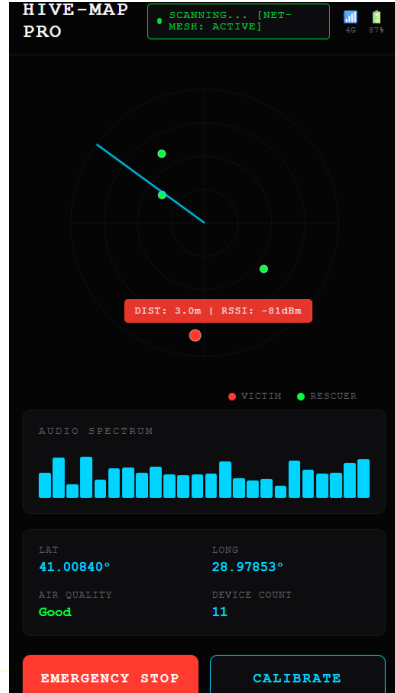 HIVE-MAP
PRO
SCANNING... [NET-
MESH: ACTIVE]
4G
87%
DIST: 3.0m | RSSI: -81dBm
VICTIM
RESCUER
AUDIO SPECTRUM
LAT
41.00840°
LONG
28.97853°
AIR QUALITY
Good
DEVICE COUNT
11
EMERGENCY STOP
CALIBRATE